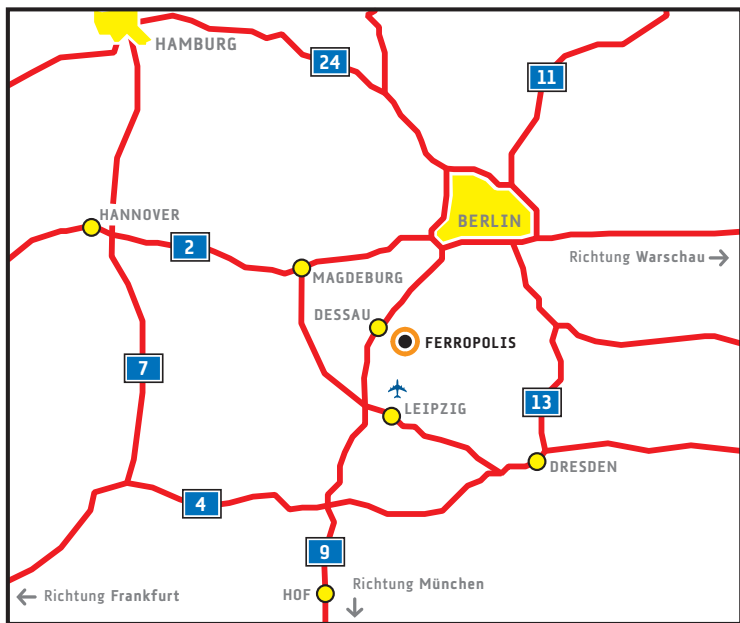 HAMBURG
24
11
HANNOVER
BERLIN
2
Richtung Warschau
MAGDEBURG
DESSAU
FERROPOLIS
7
LEIPZIG
13
DRESDEN
4
9
Richtung München
HOF
Richtung Frankfurt